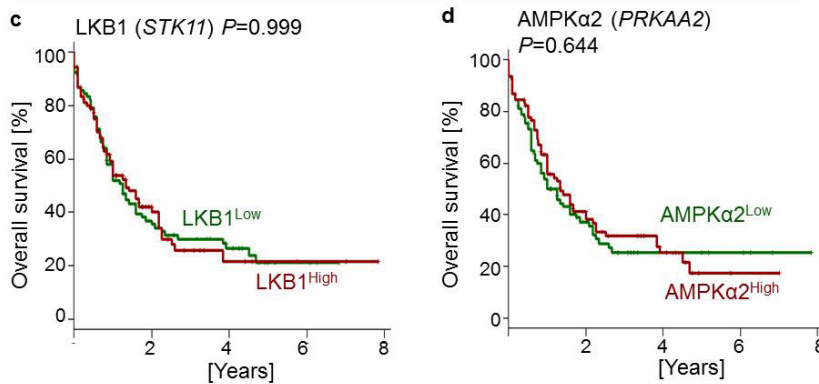 c
LKB1 (STK11) P=0.999
Overall survival [%]
100
80
60
40
20
0
LKB1Low
LKB1High
2
4
6
8
[Years]
d
AMPKα2 (PRKAA2)
P=0.644
Overall survival [%]
100
80
60
40
20
0
AMPKα2Low
AMPKα2High
2
4
6
8
[Years]